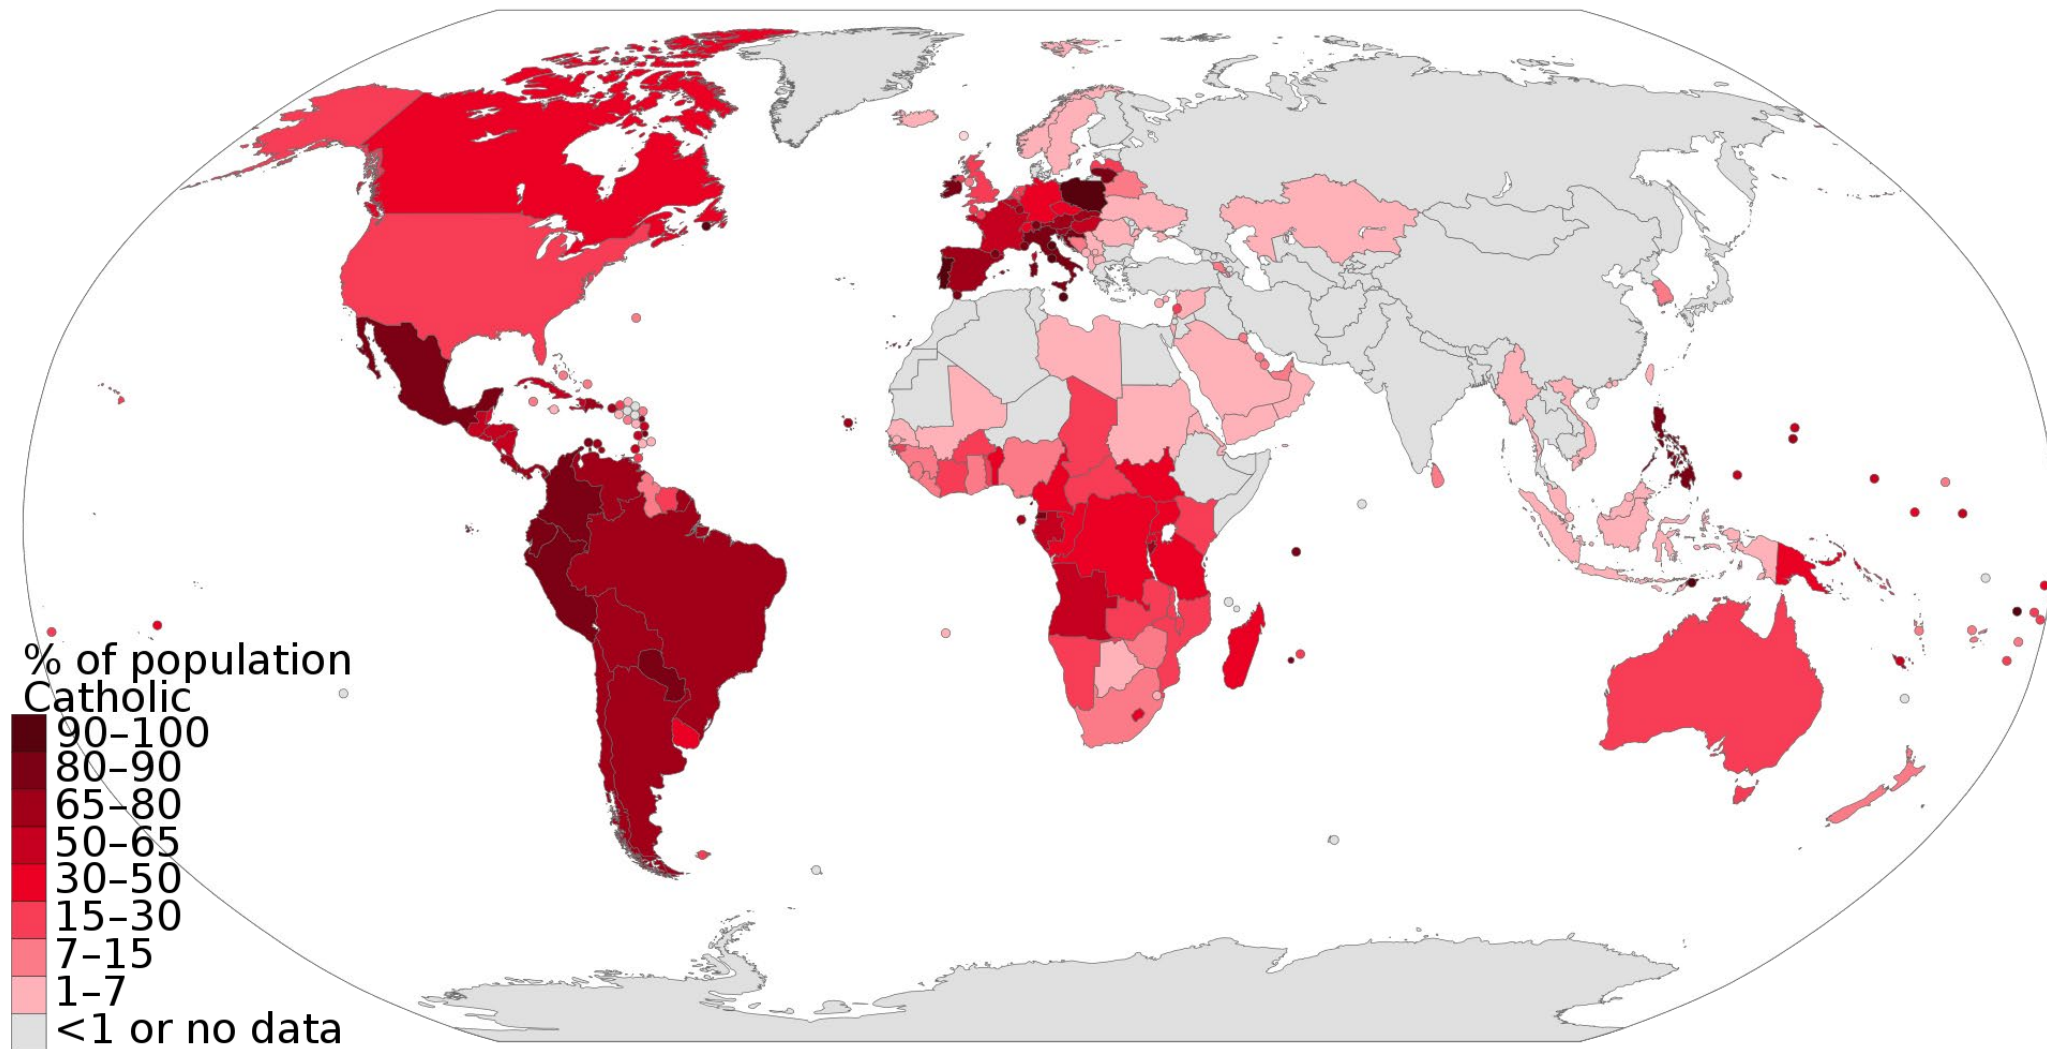 % of population
Catholic
90–100
80–90
65–80
50–65
30–50
15–30
7–15
1–7
<1 or no data